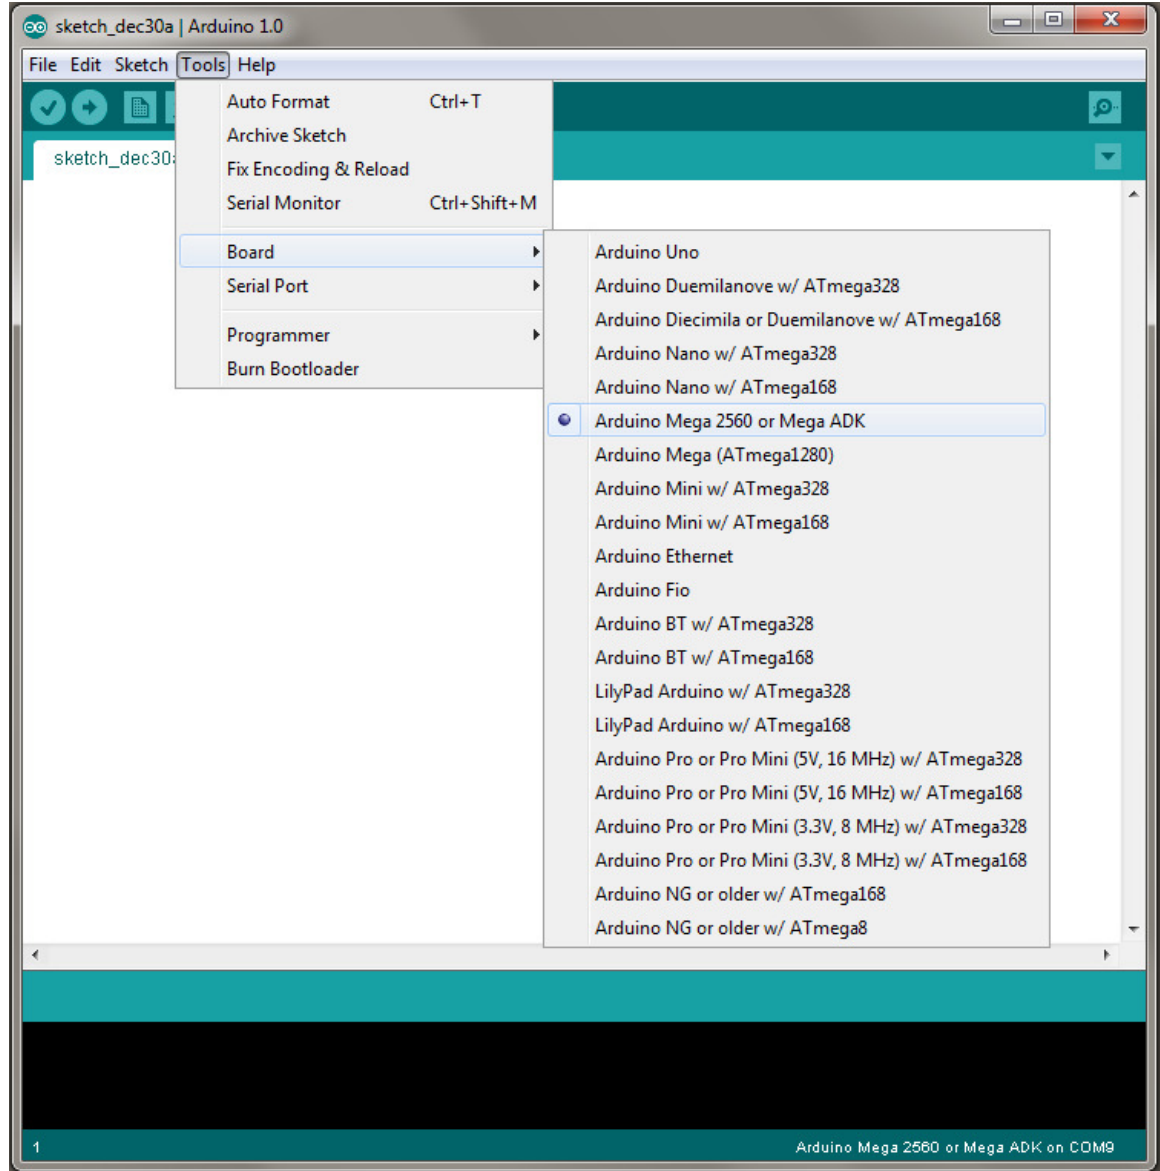 sketch_dec30a | Arduino 1.0
File Edit Sketch Tools Help
Auto Format Ctrl+T
Archive Sketch
sketch_dec30a
Fix Encoding & Reload
Serial Monitor Ctrl+Shift+M
Board
Serial Port
Programmer
Burn Bootloader
Arduino Uno
Arduino Duemilanove w/ ATmega328
Arduino Diecimila or Duemilanove w/ ATmega168
Arduino Nano w/ ATmega328
Arduino Nano w/ ATmega168
Arduino Mega 2560 or Mega ADK
Arduino Mega (ATmega1280)
Arduino Mini w/ ATmega328
Arduino Mini w/ ATmega168
Arduino Ethernet
Arduino Fio
Arduino BT w/ ATmega328
Arduino BT w/ ATmega168
LilyPad Arduino w/ ATmega328
LilyPad Arduino w/ ATmega168
Arduino Pro or Pro Mini (5V, 16 MHz) w/ ATmega328
Arduino Pro or Pro Mini (5V, 16 MHz) w/ ATmega168
Arduino Pro or Pro Mini (3.3V, 8 MHz) w/ ATmega328
Arduino Pro or Pro Mini (3.3V, 8 MHz) w/ ATmega168
Arduino NG or older w/ ATmega168
Arduino NG or older w/ ATmega8
1 Arduino Mega 2560 or Mega ADK on COM9